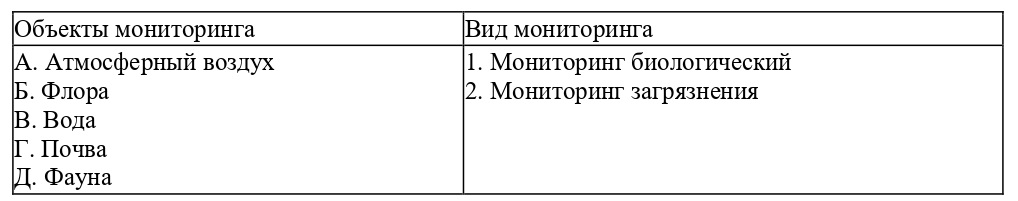 Объекты мониторинга
Вид мониторинга
А. Атмосферный воздух
Б. Флора
В. Вода
Г. Почва
Д. Фауна
1. Мониторинг биологический
2. Мониторинг загрязнения